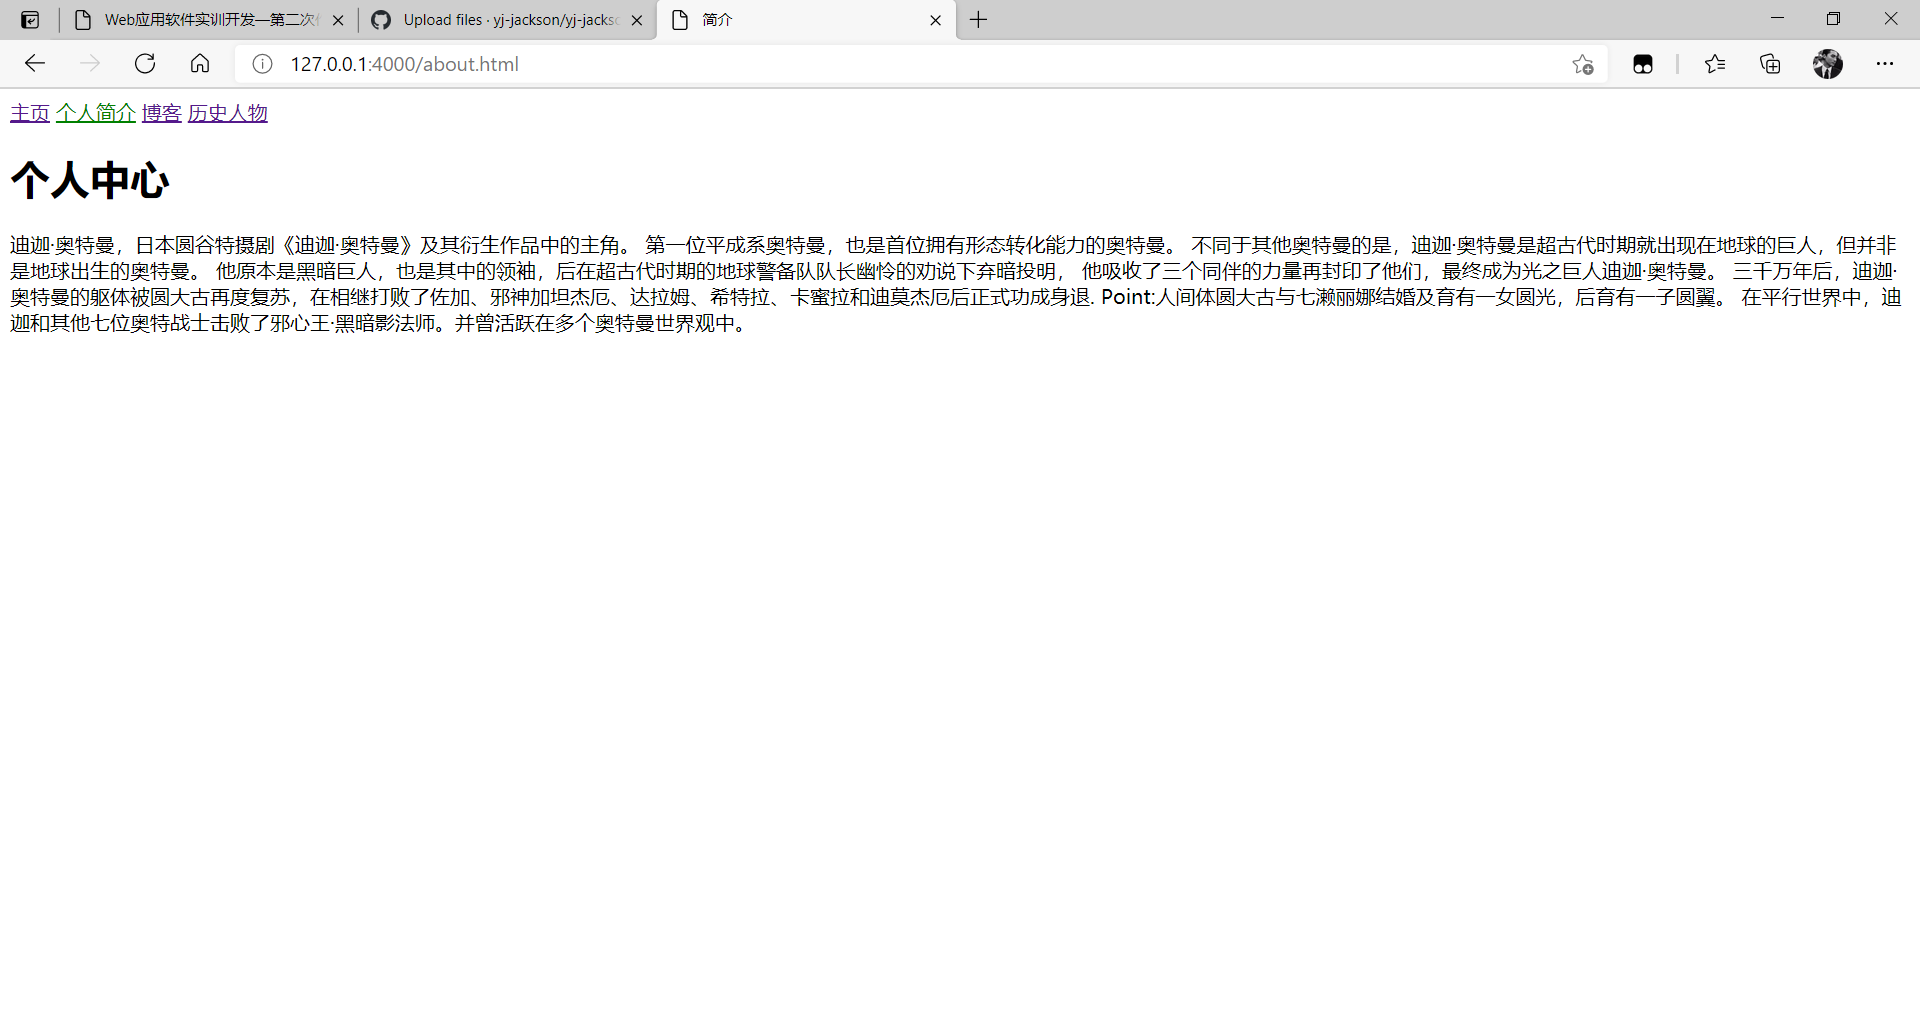 Web应用软件实训开发—第二次
Upload files · yj-jackson/yj-jacks
简介
127.0.0.1:4000/about.html
主页 个人简介 博客 历史人物
个人中心
迪迦·奥特曼，日本圆谷特摄剧《迪迦·奥特曼》及其衍生作品中的主角。 第一位平成系奥特曼，也是首位拥有形态转化能力的奥特曼。 不同于其他奥特曼的是，迪迦·奥特曼是超古代时期就出现在地球的巨人，但并非
是地球出生的奥特曼。 他原本是黑暗巨人，也是其中的领袖，后在超古代时期的地球警备队队长幽怜的劝说下弃暗投明， 他吸收了三个同伴的力量再封印了他们，最终成为光之巨人迪迦·奥特曼。 三千万年后，迪迦·
奥特曼的躯体被圆大古再度复苏，在相继打败了佐加、邪神加坦杰厄、达拉姆、希特拉、卡蜜拉和迪莫杰厄后正式功成身退. Point:人间体圆大古与七濑丽娜结婚及育有一女圆光，后育有一子圆翼。 在平行世界中，迪
迦和其他七位奥特战士击败了邪心王·黑暗影法师。并曾活跃在多个奥特曼世界观中。